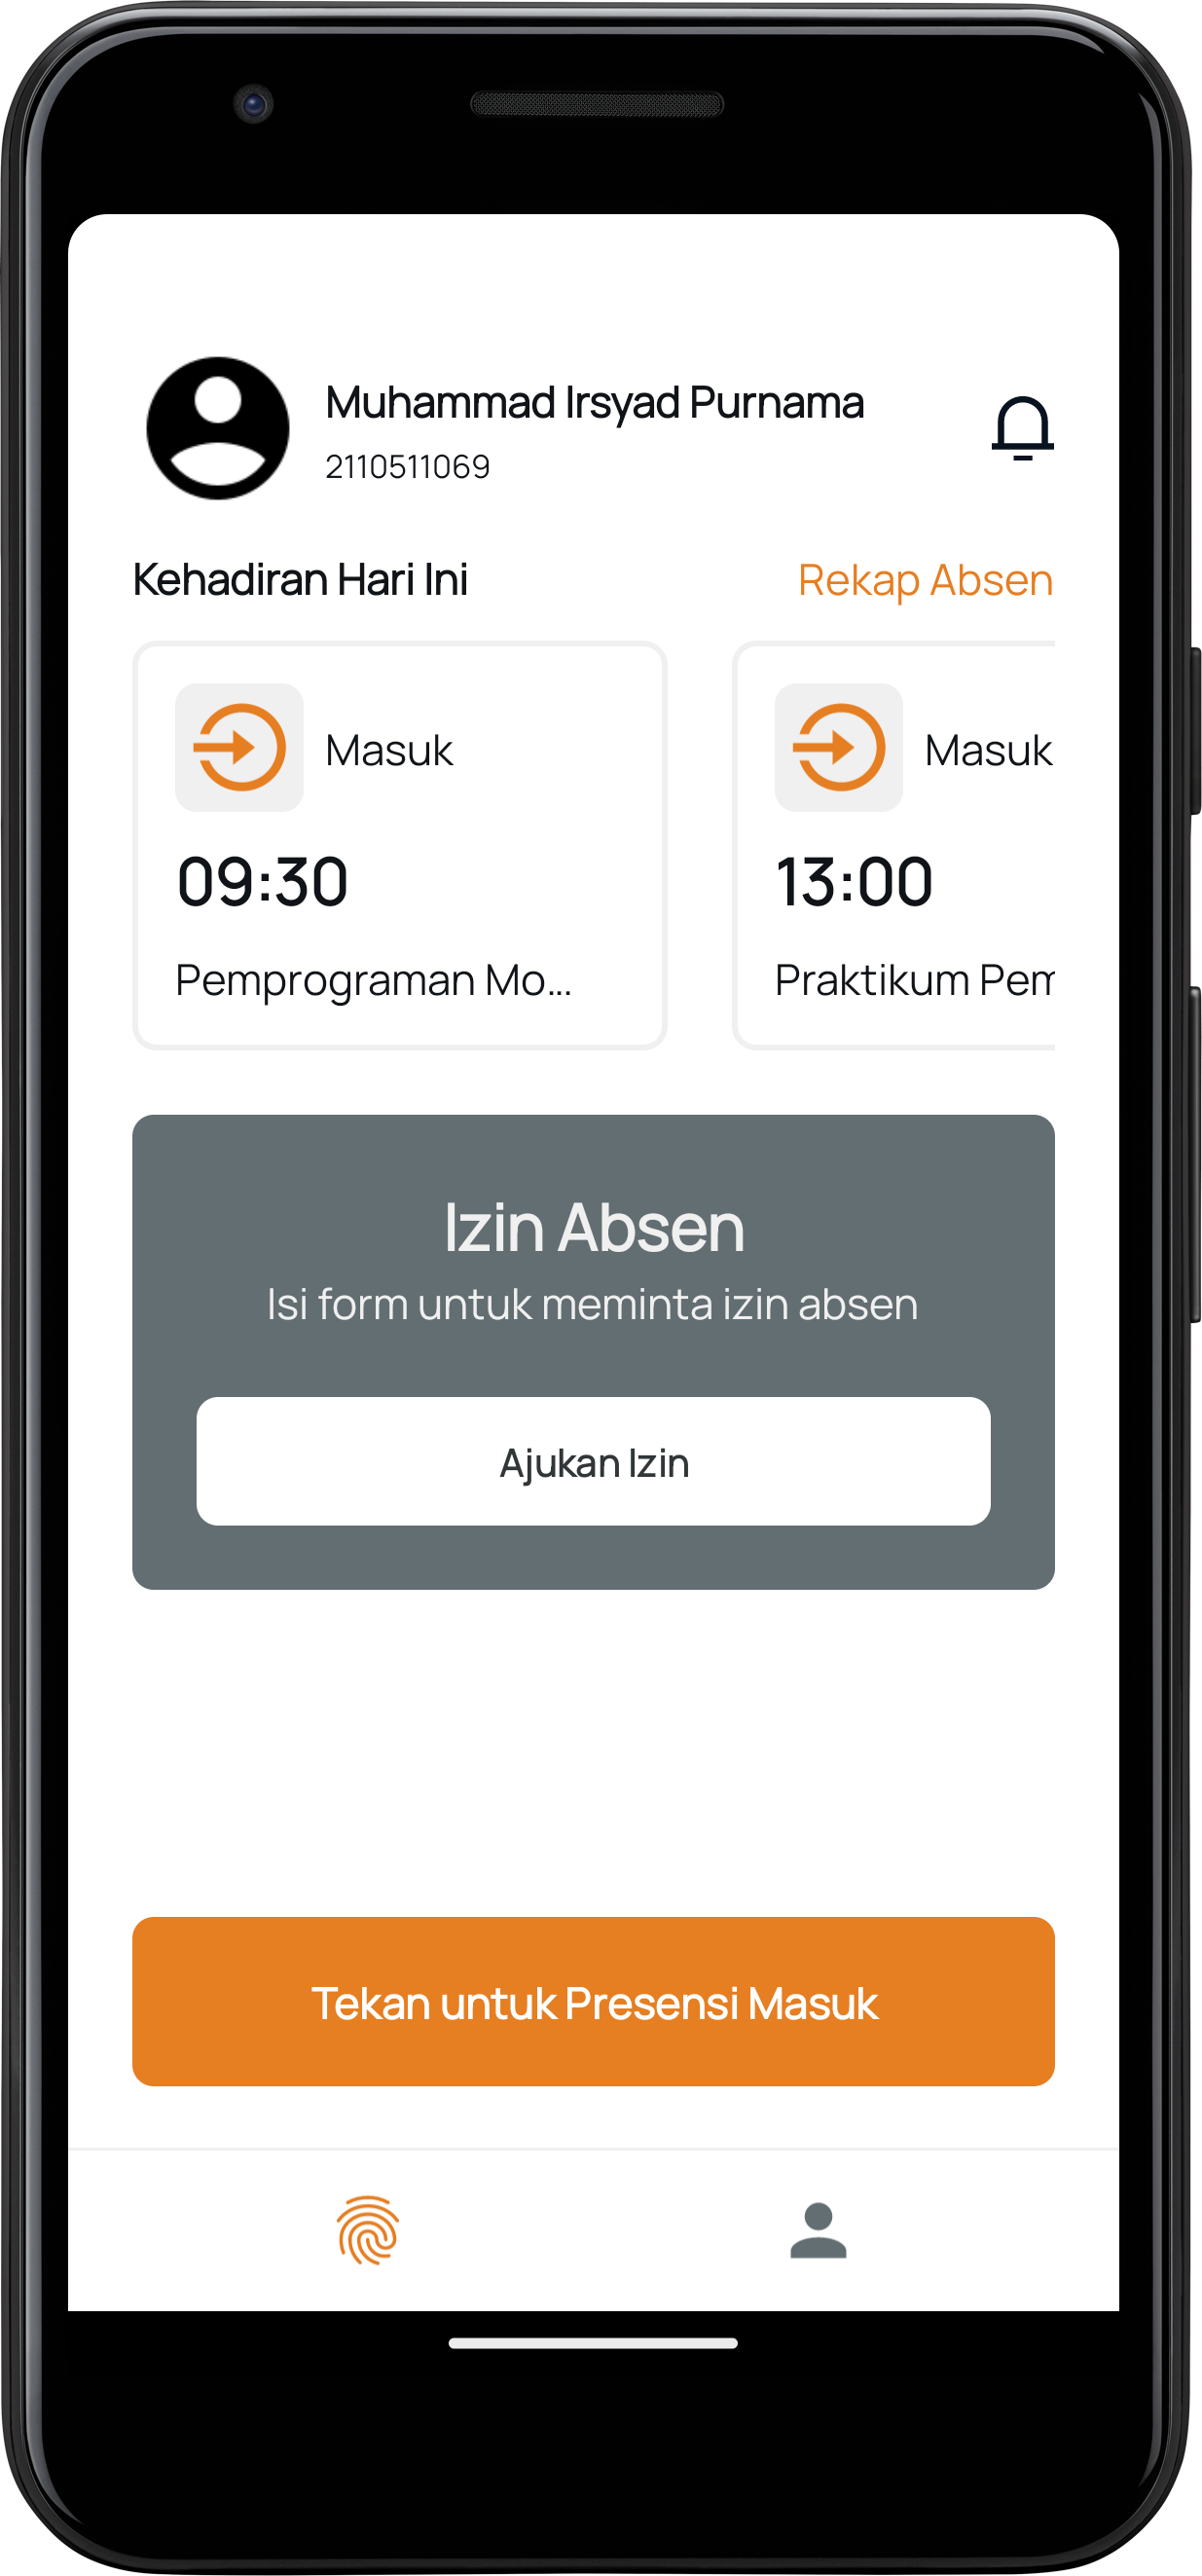 Muhammad Irsyad Purnama
2110511069
Kehadiran Hari Ini
Rekap Absen
Masuk
09:30
Pemprograman Mo...
Masuk
13:00
Praktikum Pem
Izin Absen
Isi form untuk meminta izin absen
Ajukan Izin
Tekan untuk Presensi Masuk